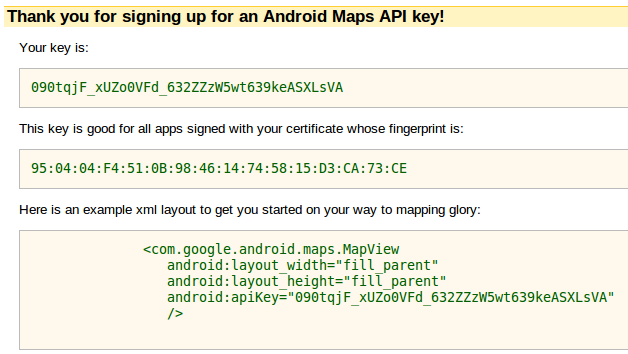 Thank you for signing up for an Android Maps API key!
Your key is:
090tqjF_xUZo0VFd_632ZZzW5wt639keASXLsVA
This key is good for all apps signed with your certificate whose fingerprint is:
95:04:04:F4:51:0B:98:46:14:74:58:15:D3:CA:73:CE
Here is an example xml layout to get you started on your way to mapping glory:
<com.google.android.maps.MapView
android:layout_width="fill_parent"
android:layout_height="fill_parent"
android:apiKey="090tqjF_xUZo0VFd_632ZZzW5wt639keASXLsVA"
/>